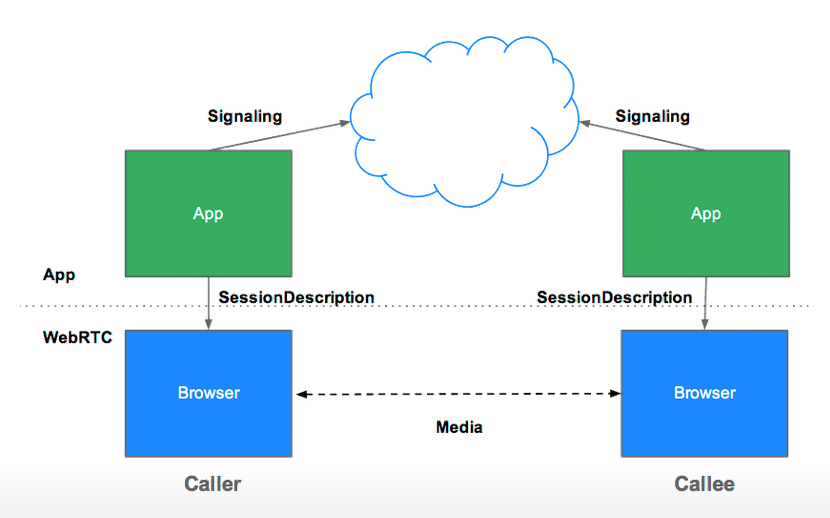 Signaling
Signaling
App
App
App
SessionDescription
SessionDescription
WebRTC
Browser
Browser
Media
Caller
Callee